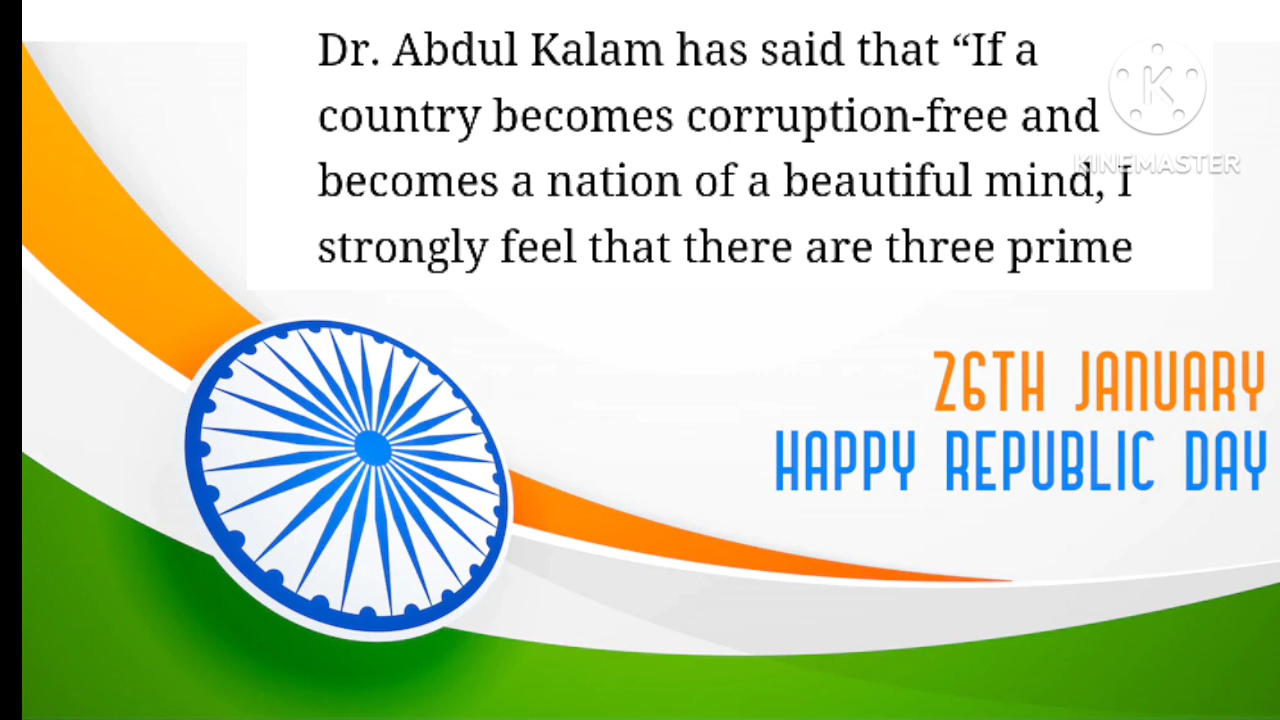 Dr. Abdul Kalam has said that “If a
country becomes corruption-free and
becomes a nation of a beautiful mind, I
strongly feel that there are three prime
K
KINEMASTER
26TH JANUARY
HAPPY REPUBLIC DAY